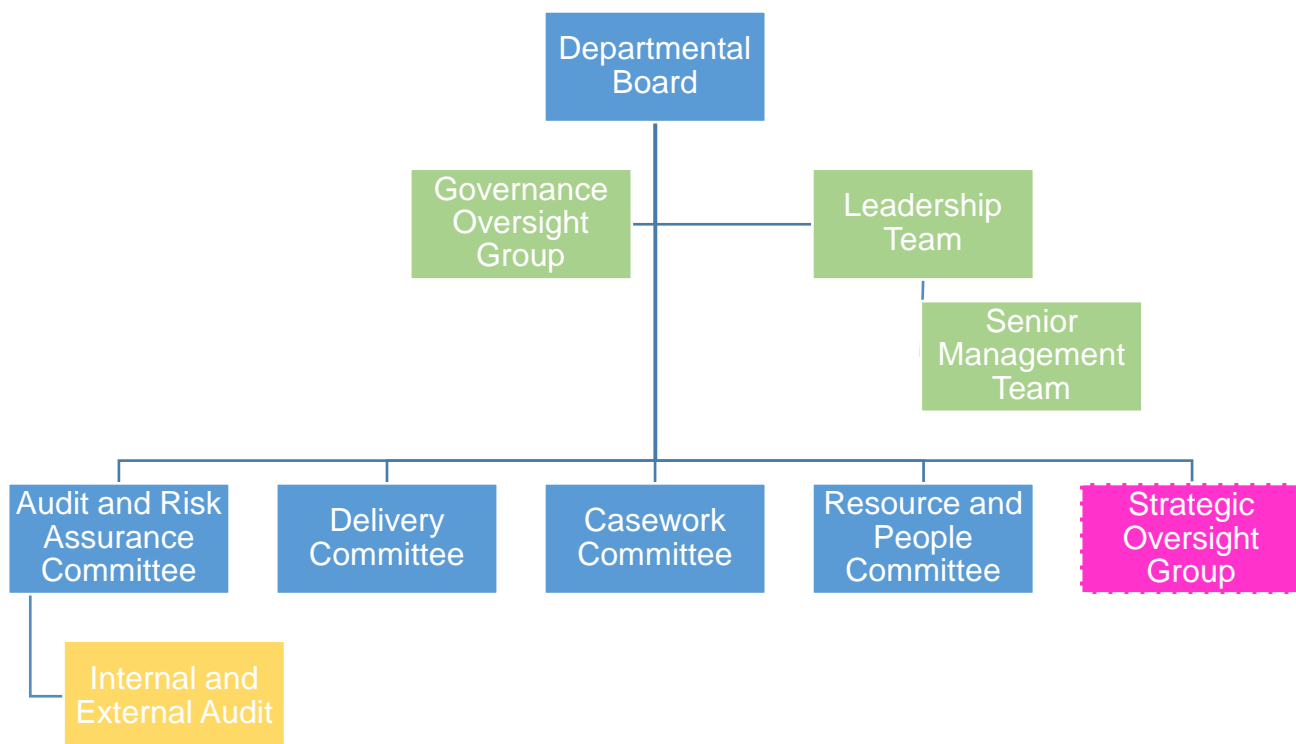 Departmental
Board
Governance
Oversight
Group
Leadership
Team
Senior
Management
Team
Audit and Risk
Assurance
Committee
Delivery
Committee
Casework
Committee
Resource and
People
Committee
Strategic
Oversight
Group
Internal and
External Audit